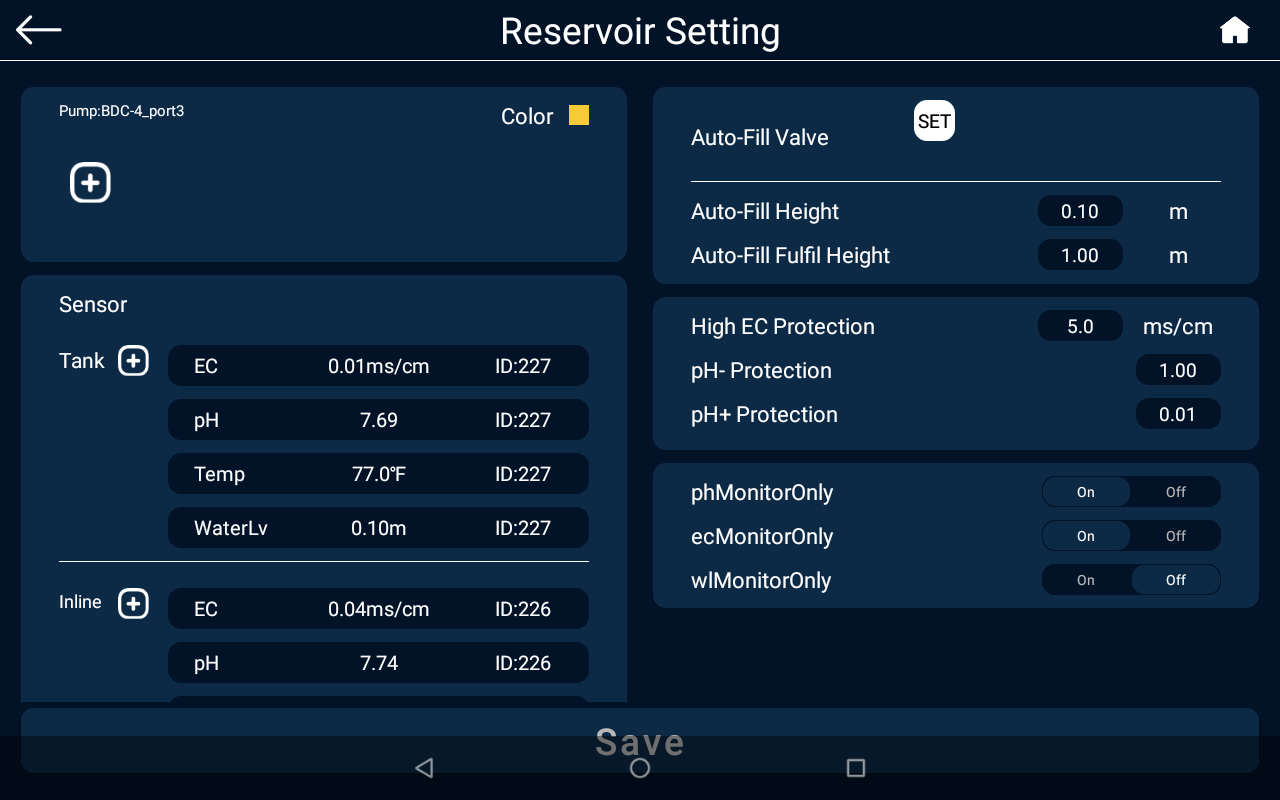 Reservoir Setting
Pump:BDC-4_port3
Color
Sensor
Tank
EC 0.01ms/cm ID:227
pH 7.69 ID:227
Temp 77.0℉ ID:227
WaterLv 0.10m ID:227
Inline
EC 0.04ms/cm ID:226
pH 7.74 ID:226
Auto-Fill Valve SET
Auto-Fill Height 0.10 m
Auto-Fill Fulfil Height 1.00 m
High EC Protection 5.0 ms/cm
pH- Protection 1.00
pH+ Protection 0.01
phMonitorOnly On Off
ecMonitorOnly On Off
wlMonitorOnly On Off
Save